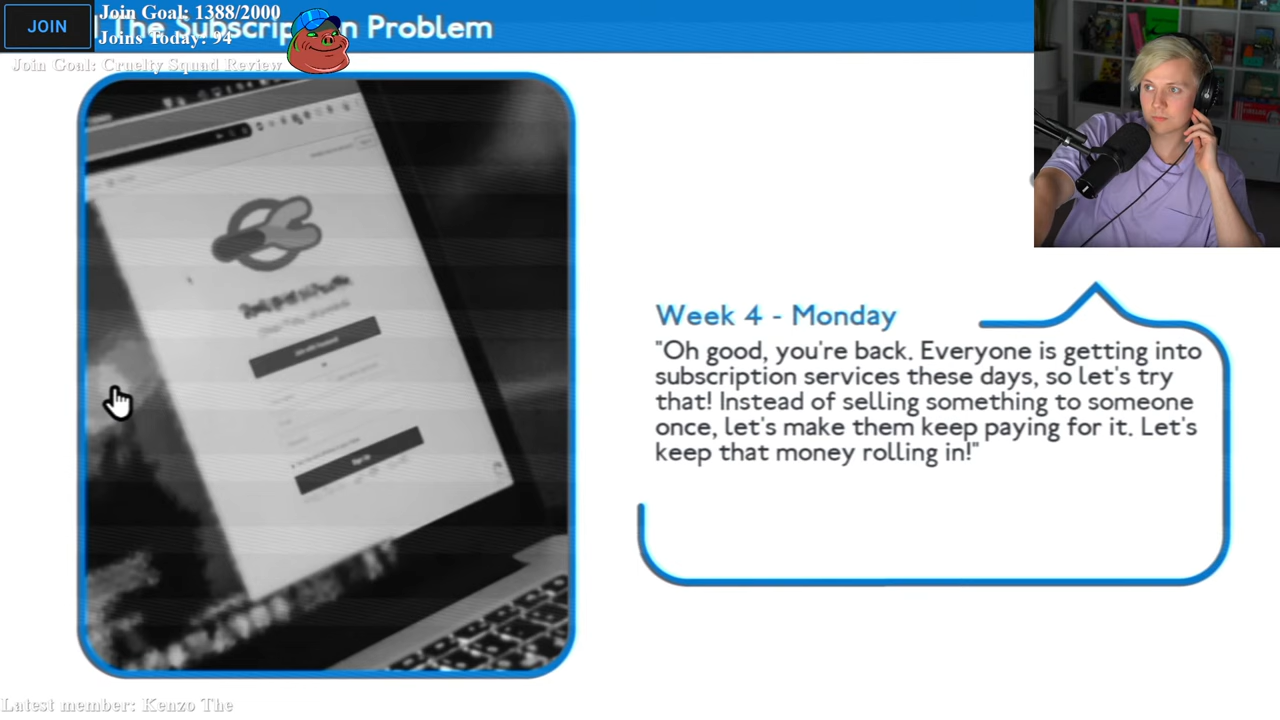 JOIN
Join Goal: 1388/2000
The Subscription Problem
Joins Today: 94
Join Goal: Cruelty Squad Review
Week 4 - Monday
"Oh good, you're back. Everyone is getting into
subscription services these days, so let's try
that! Instead of selling something to someone
once, let's make them keep paying for it. Let's
keep that money rolling in!"
Latest member: Kenzo The